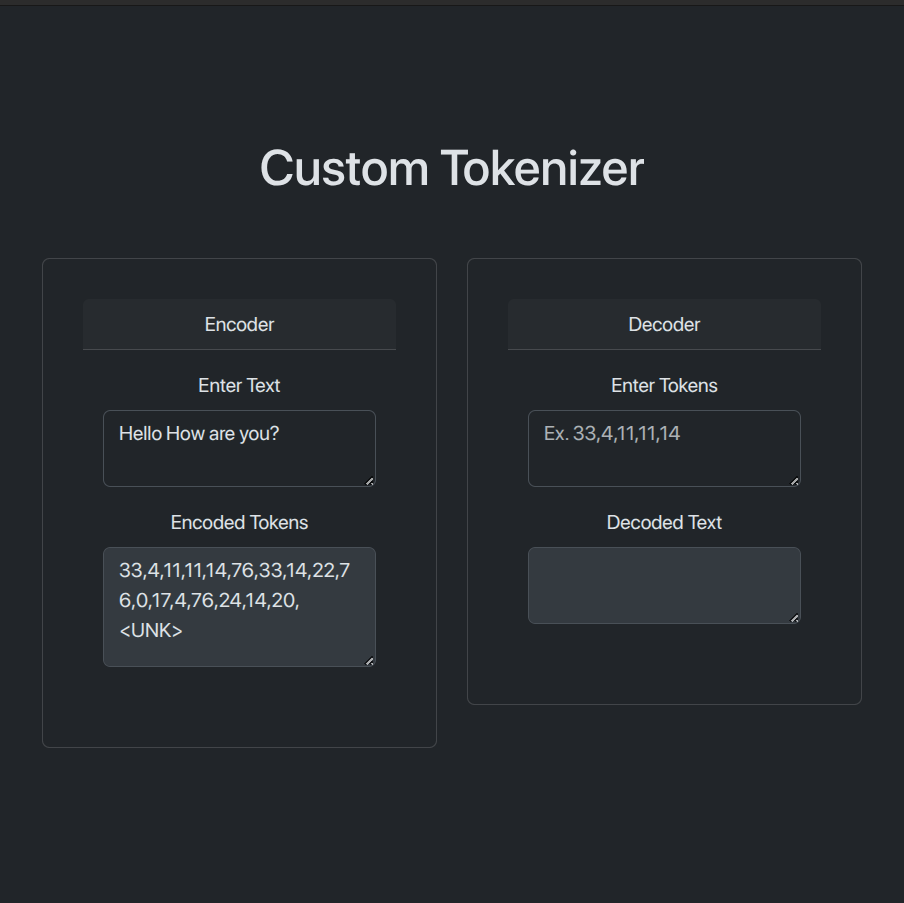 Custom Tokenizer
Encoder
Enter Text
Hello How are you?
Encoded Tokens
33,4,11,11,14,76,33,14,22,7
6,0,17,4,76,24,14,20,
<UNK>
Decoder
Enter Tokens
Ex. 33,4,11,11,14
Decoded Text